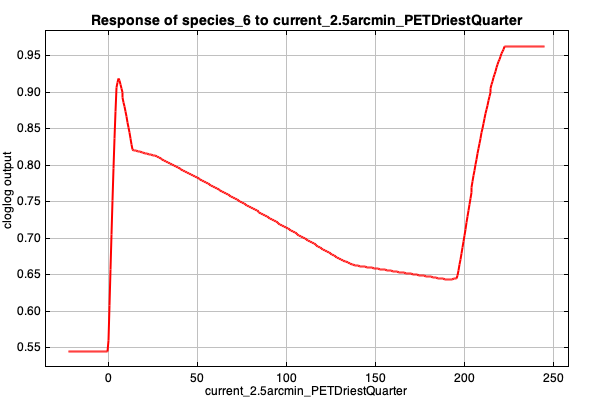 Response of species_6 to current_2.5arcmin_PETDriestQuarter
0.95
0.90
0.85
0.80
0.75
0.70
0.65
0.60
0.55
cloglog output
0 50 100 150 200 250
current_2.5arcmin_PETDriestQuarter